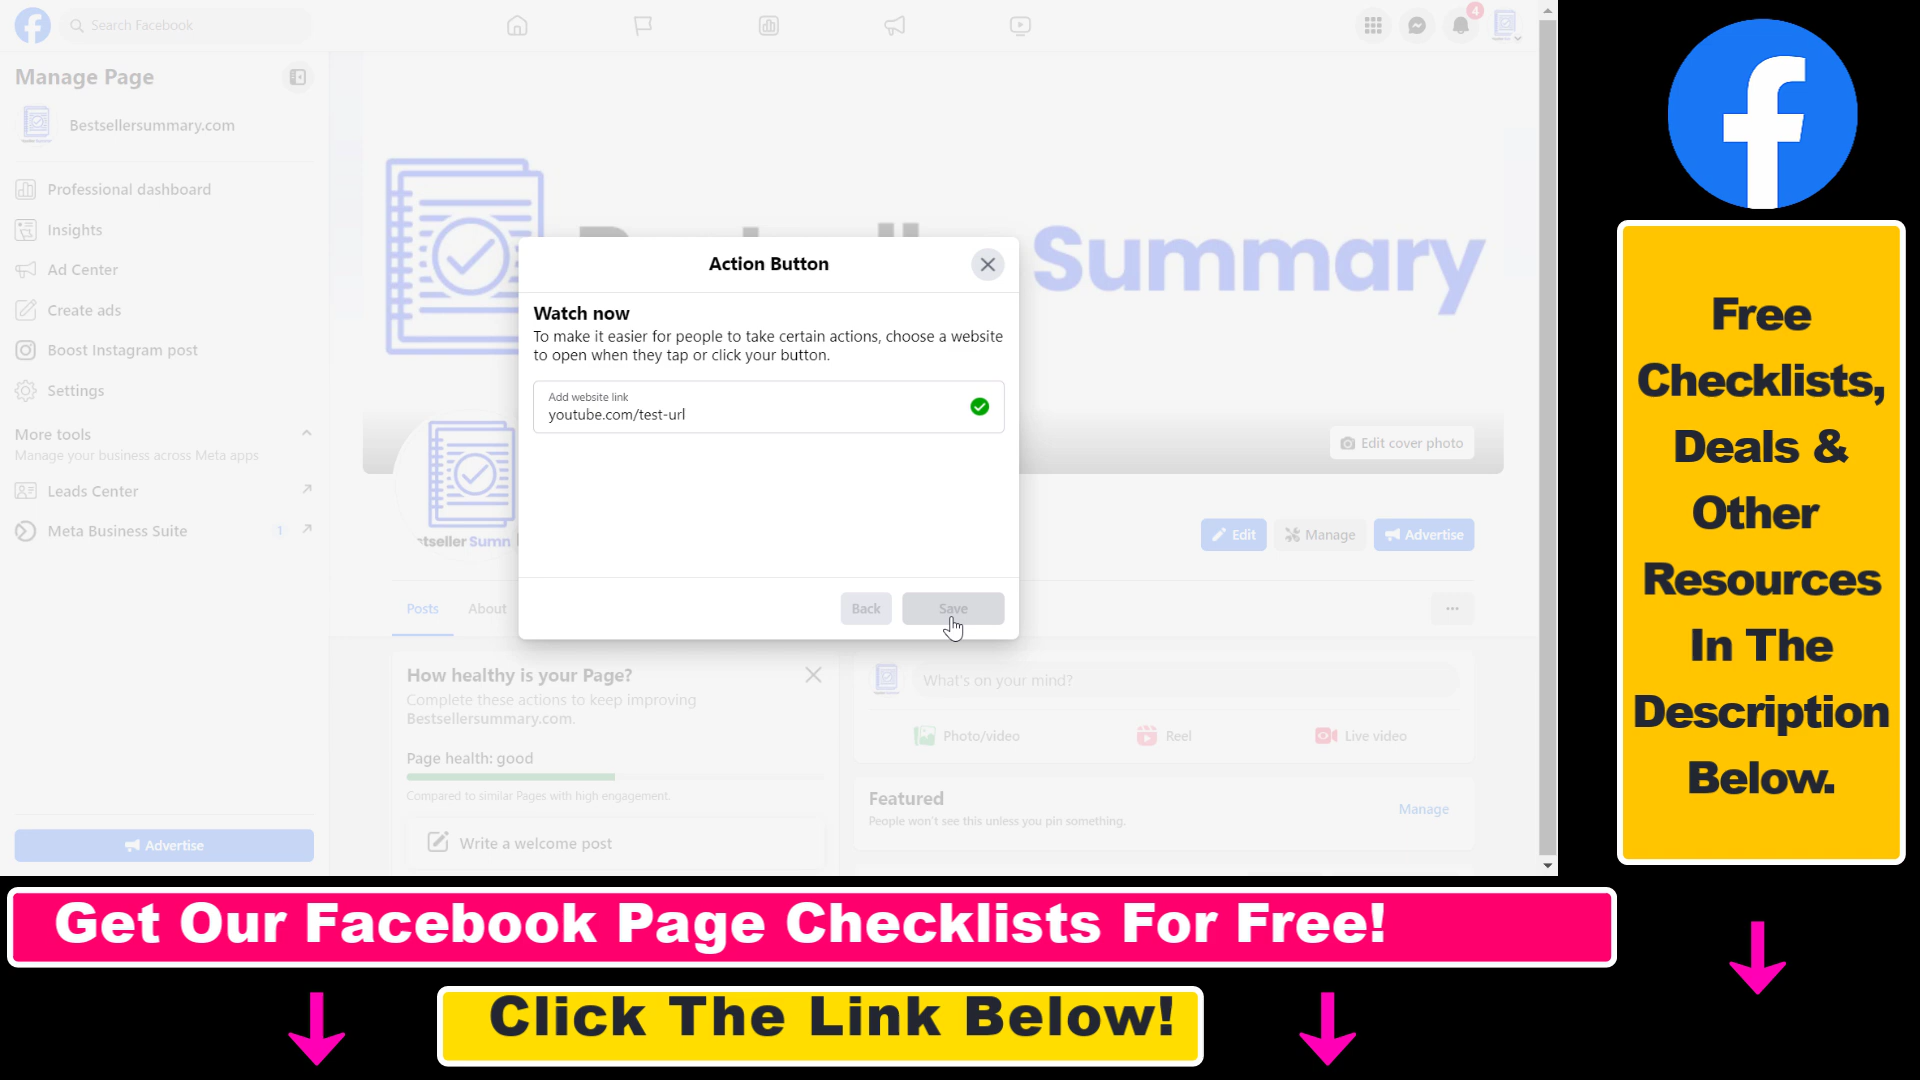 Search Facebook
4
Manage Page
Bestsellersummary.com
Professional dashboard
Insights
Ad Center
Create ads
Boost Instagram post
Settings
More tools
Manage your business across Meta apps
Leads Center
Meta Business Suite
1
Advertise
Summary
Action Button
Watch now
To make it easier for people to take certain actions, choose a website
to open when they tap or click your button.
Add website link
youtube.com/test-url
Back
Save
Edit cover photo
Edit
Manage
Advertise
Posts
About
How healthy is your Page?
Complete these actions to keep improving
Bestsellersummary.com.
Page health: good
Compared to similar Pages with high engagement.
Write a welcome post
What's on your mind?
Photo/video
Reel
Live video
Featured
Manage
People won't see this unless you pin something.
Free
Checklists,
Deals &
Other
Resources
In The
Description
Below.
Get Our Facebook Page Checklists For Free!
Click The Link Below!